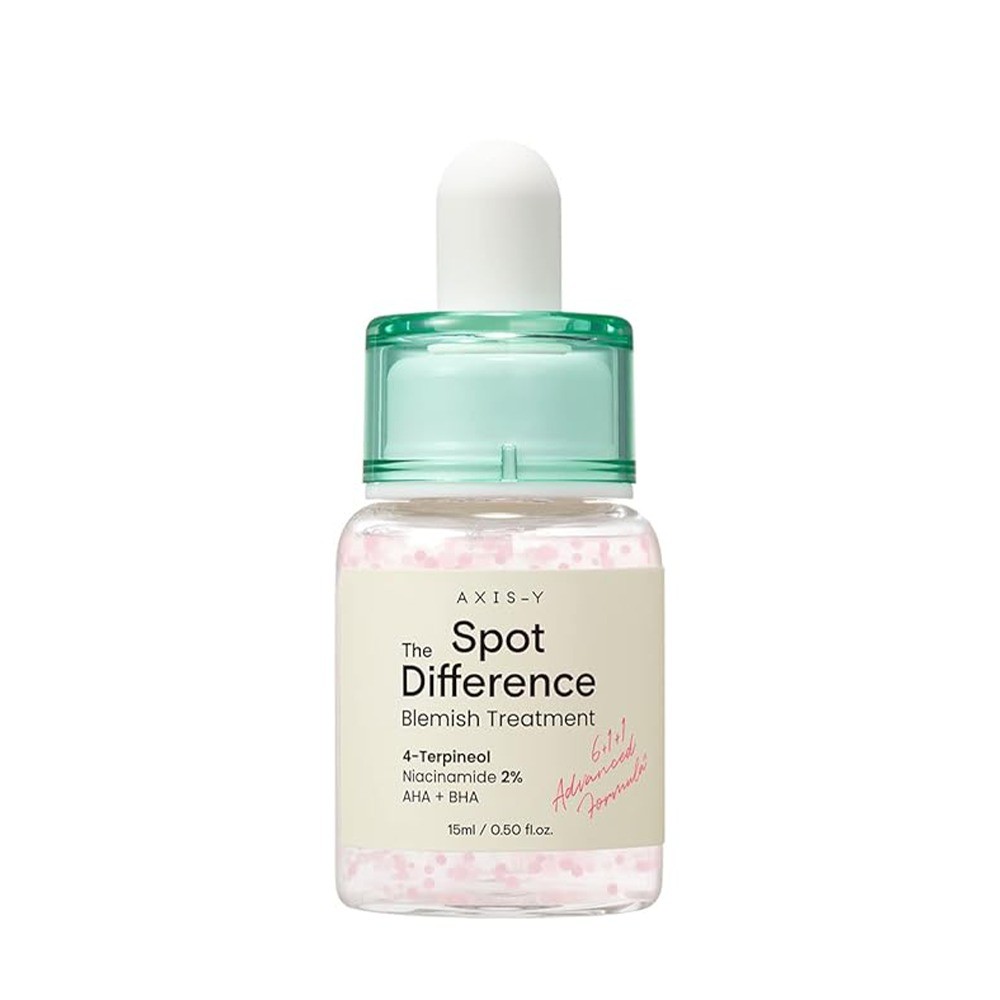 AXIS-Y
The Spot
Difference
Blemish Treatment
4-Terpineol
Niacinamide 2%
AHA + BHA
6+1+1
Advanced
Formula
15ml / 0.50 fl.oz.